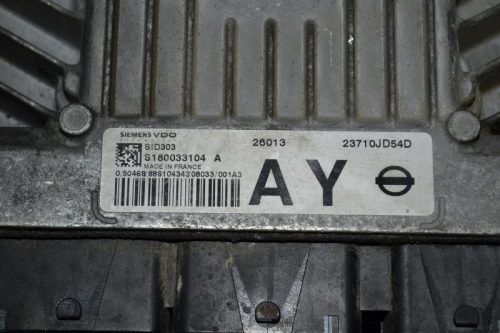 SIEMENS VDO
SID303 26013 23710JD54D
S180033104 A
MADE IN FRANCE
AY